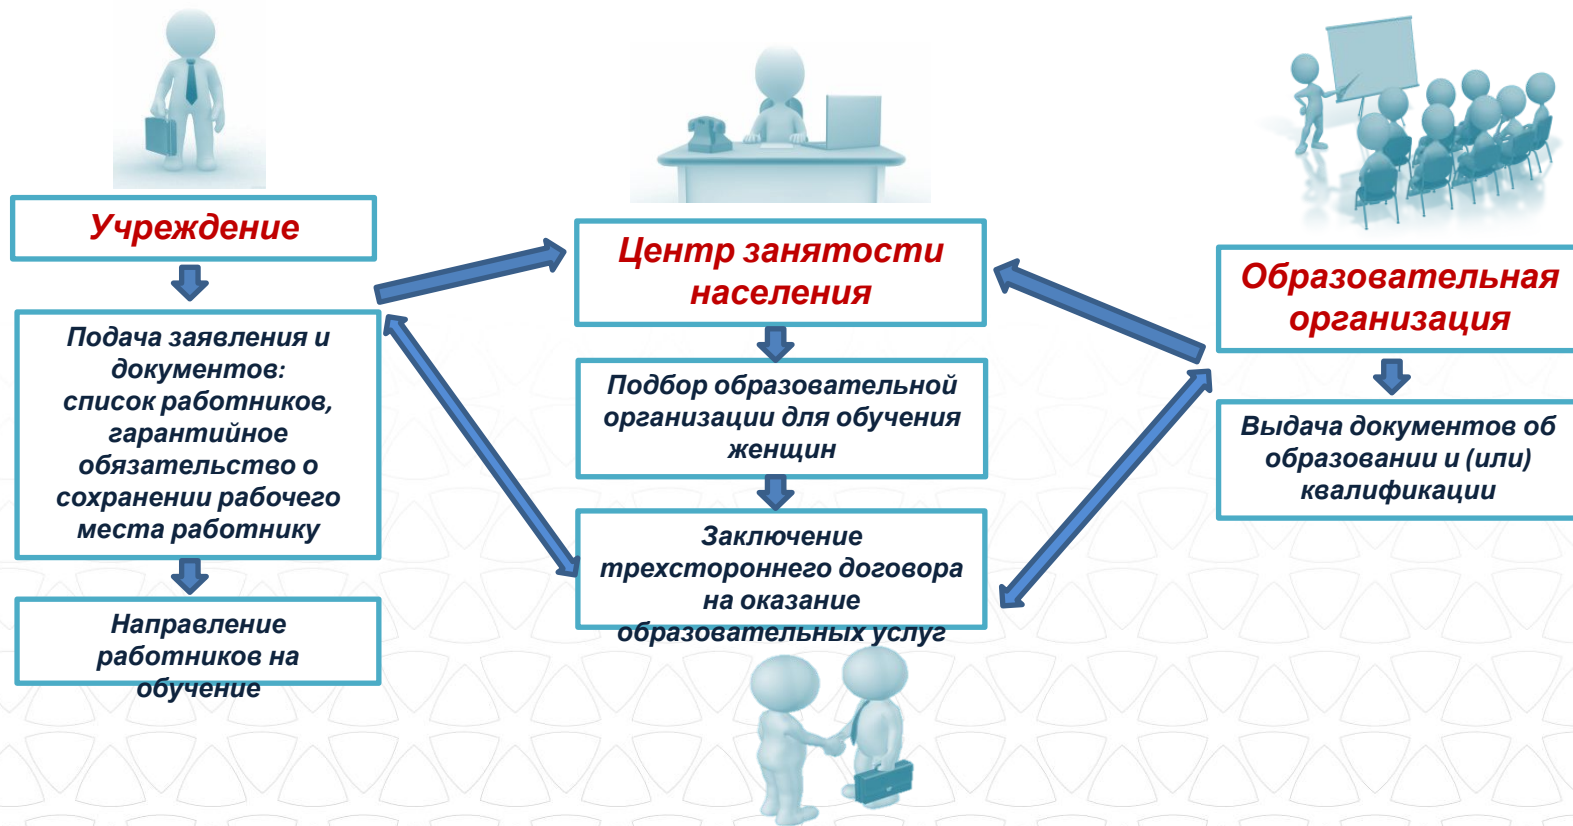 Учреждение
Подача заявления и
документов:
список работников,
гарантийное
обязательство о
сохранении рабочего
места работнику
Направление
работников на
обучение
Центр занятости
населения
Подбор образовательной
организации для обучения
женщин
Заключение
трехстороннего договора
на оказание
образовательных услуг
Образовательная
организация
Выдача документов об
образовании и (или)
квалификации